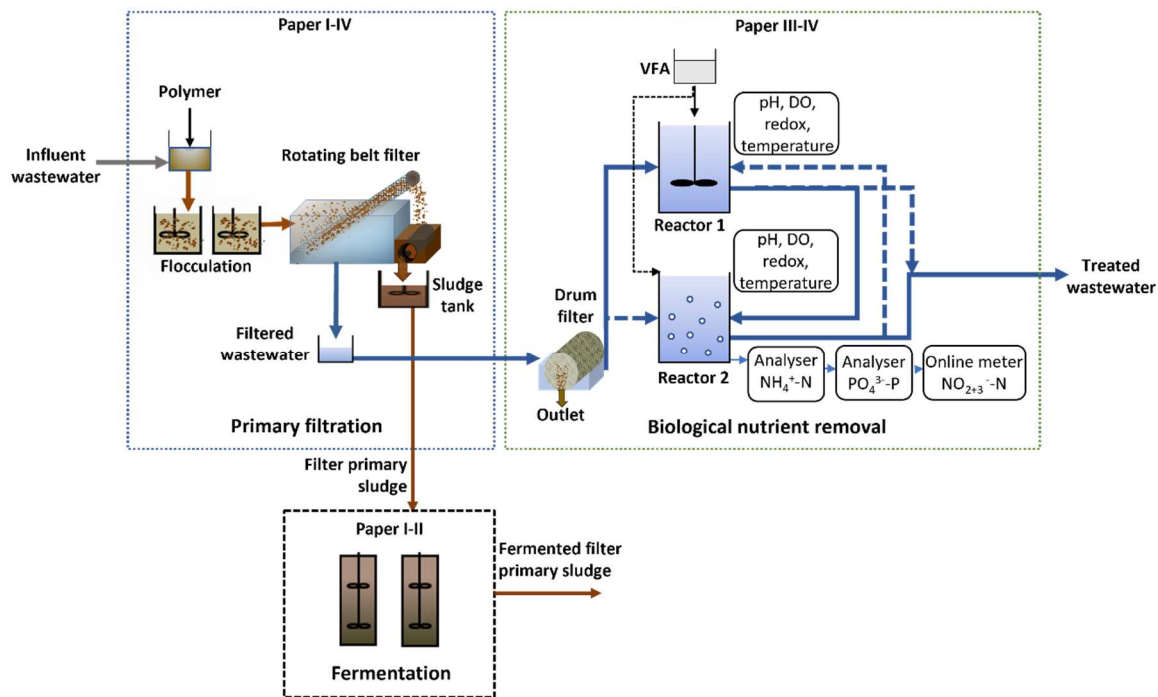 Paper I-IV
Polymer
Influent
wastewater
Rotating belt filter
Flocculation
Sludge
tank
Filtered
wastewater
Primary filtration
Paper III-IV
VFA
pH, DO,
redox,
temperature
Reactor 1
pH, DO,
redox,
temperature
Drum
filter
Reactor 2
Outlet
Analyser
NH₄⁺-N
Analyser
PO₄³⁻-P
Online meter
NO₂₊₃⁻-N
Biological nutrient removal
Treated
wastewater
Filter primary
sludge
Paper I-II
Fermentation
Fermented filter
primary sludge